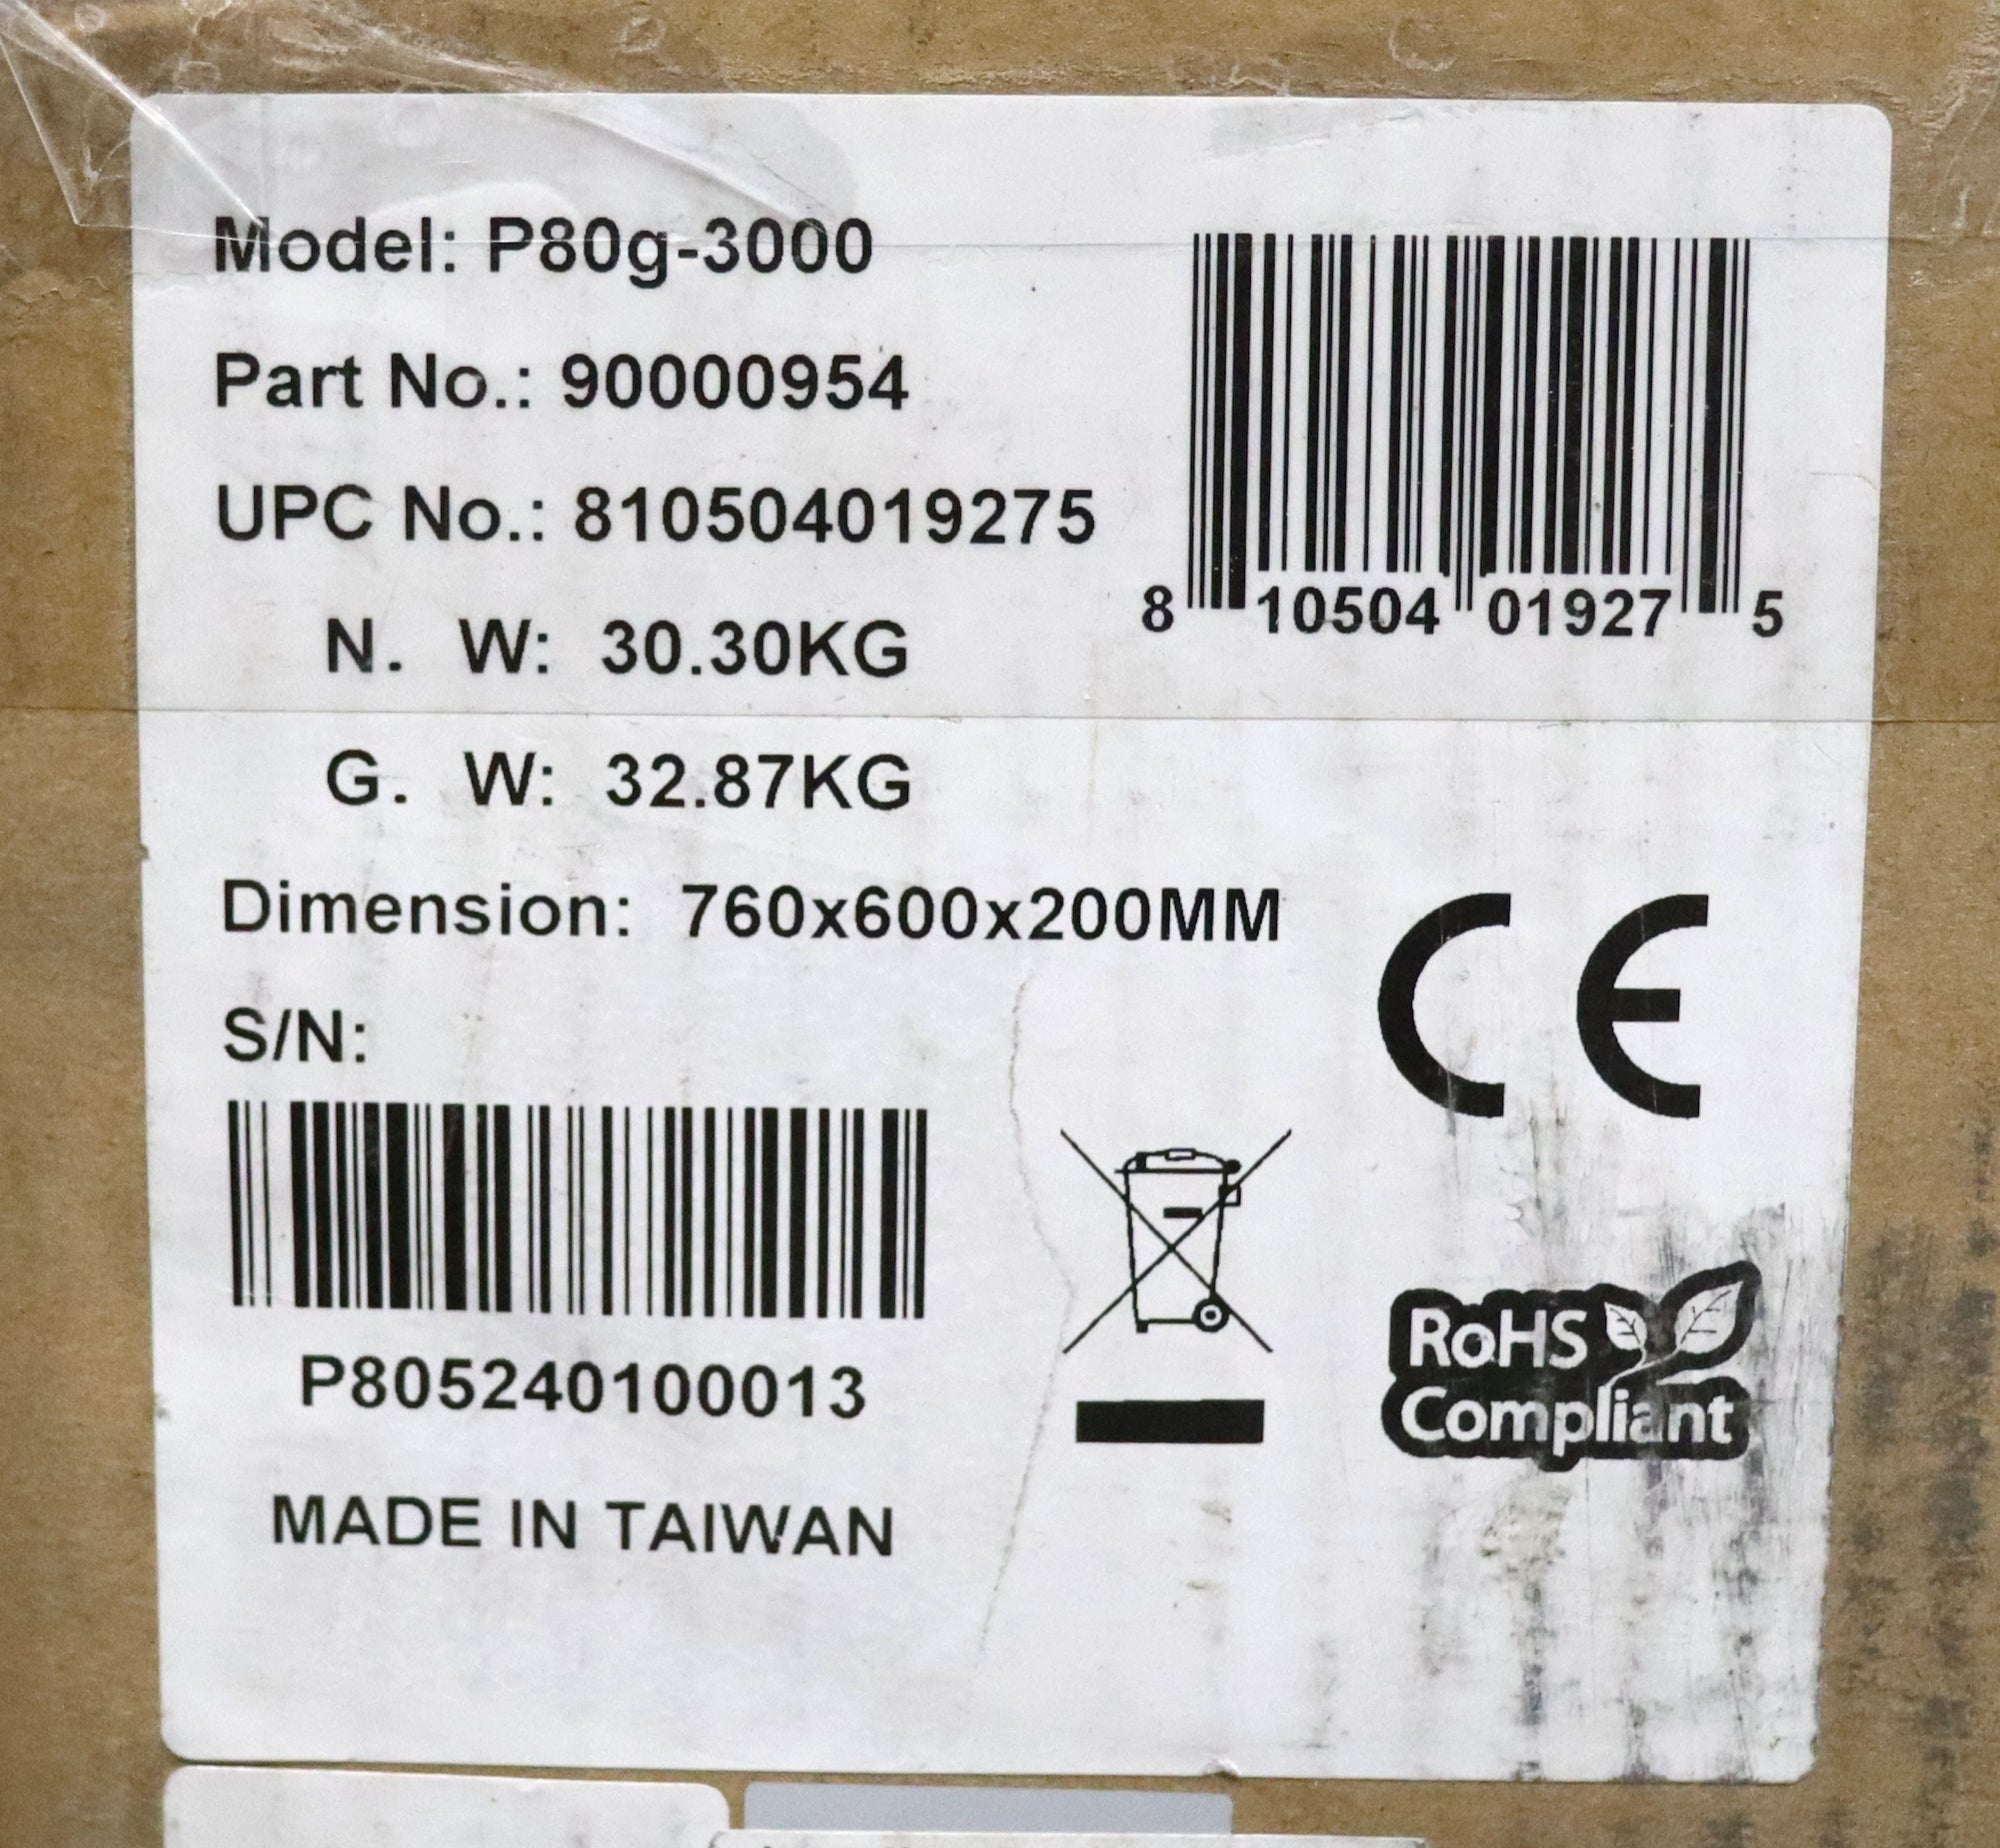 Model: P80g-3000
Part No.: 90000954
UPC No.: 810504019275
8 10504 01927 5
N. W: 30.30KG
G. W: 32.87KG
Dimension: 760x600x200MM
CE
S/N:
P805240100013
RoHS
Compliant
MADE IN TAIWAN